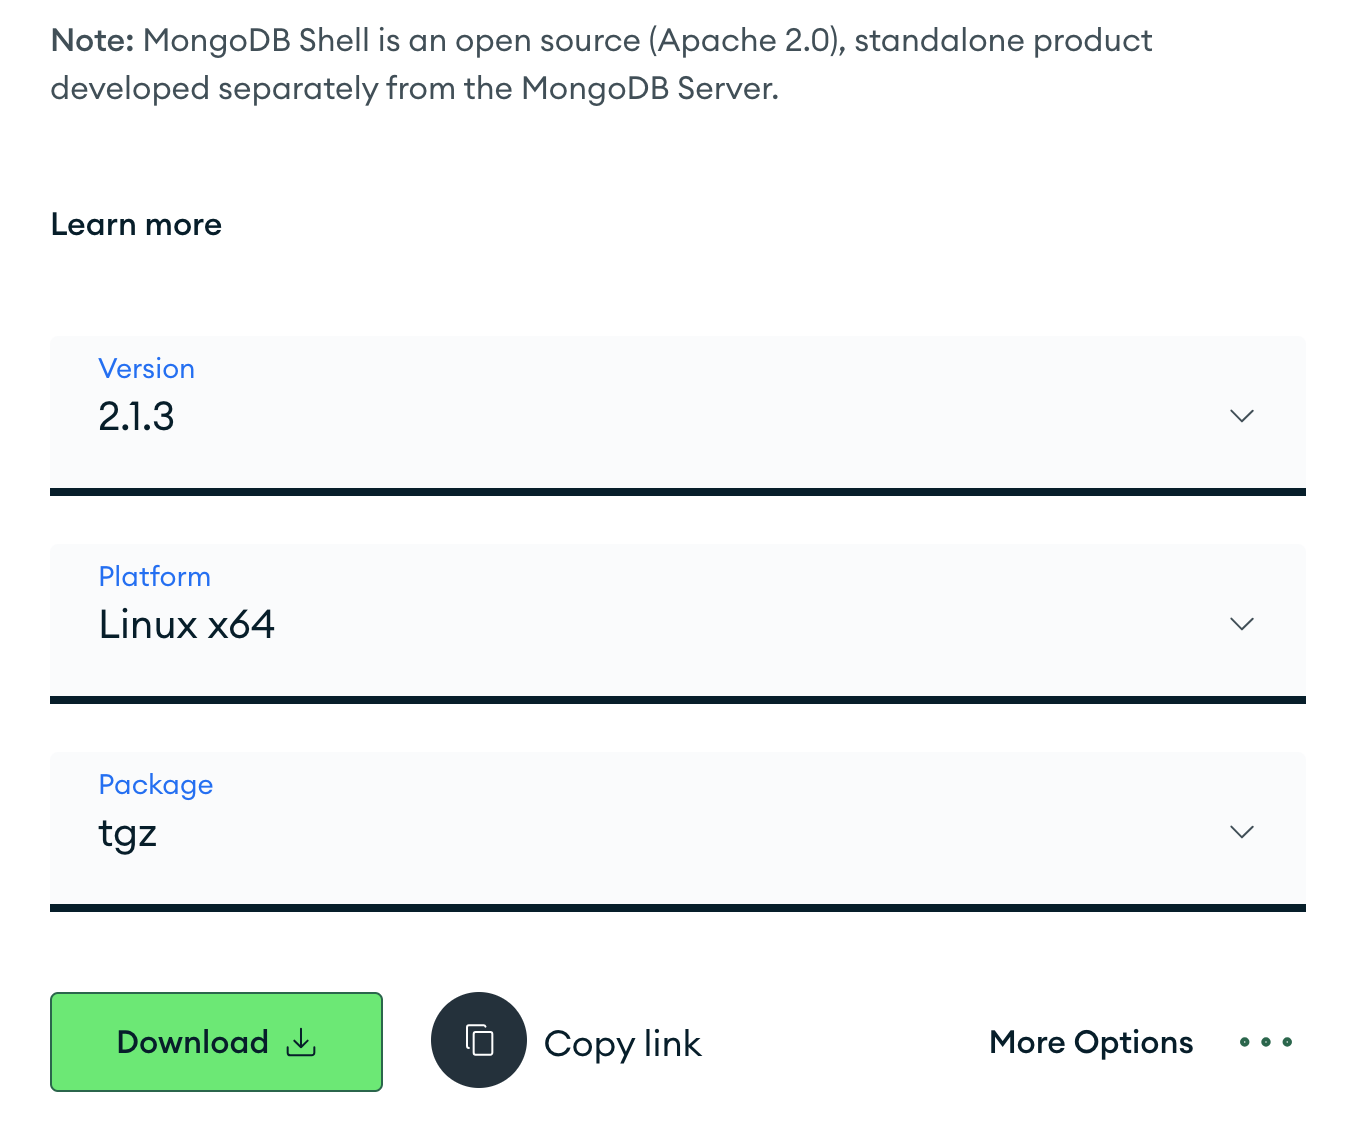 Note: MongoDB Shell is an open source (Apache 2.0), standalone product
developed separately from the MongoDB Server.
Learn more
Version
2.1.3
Platform
Linux x64
Package
tgz
Download
Copy link
More Options